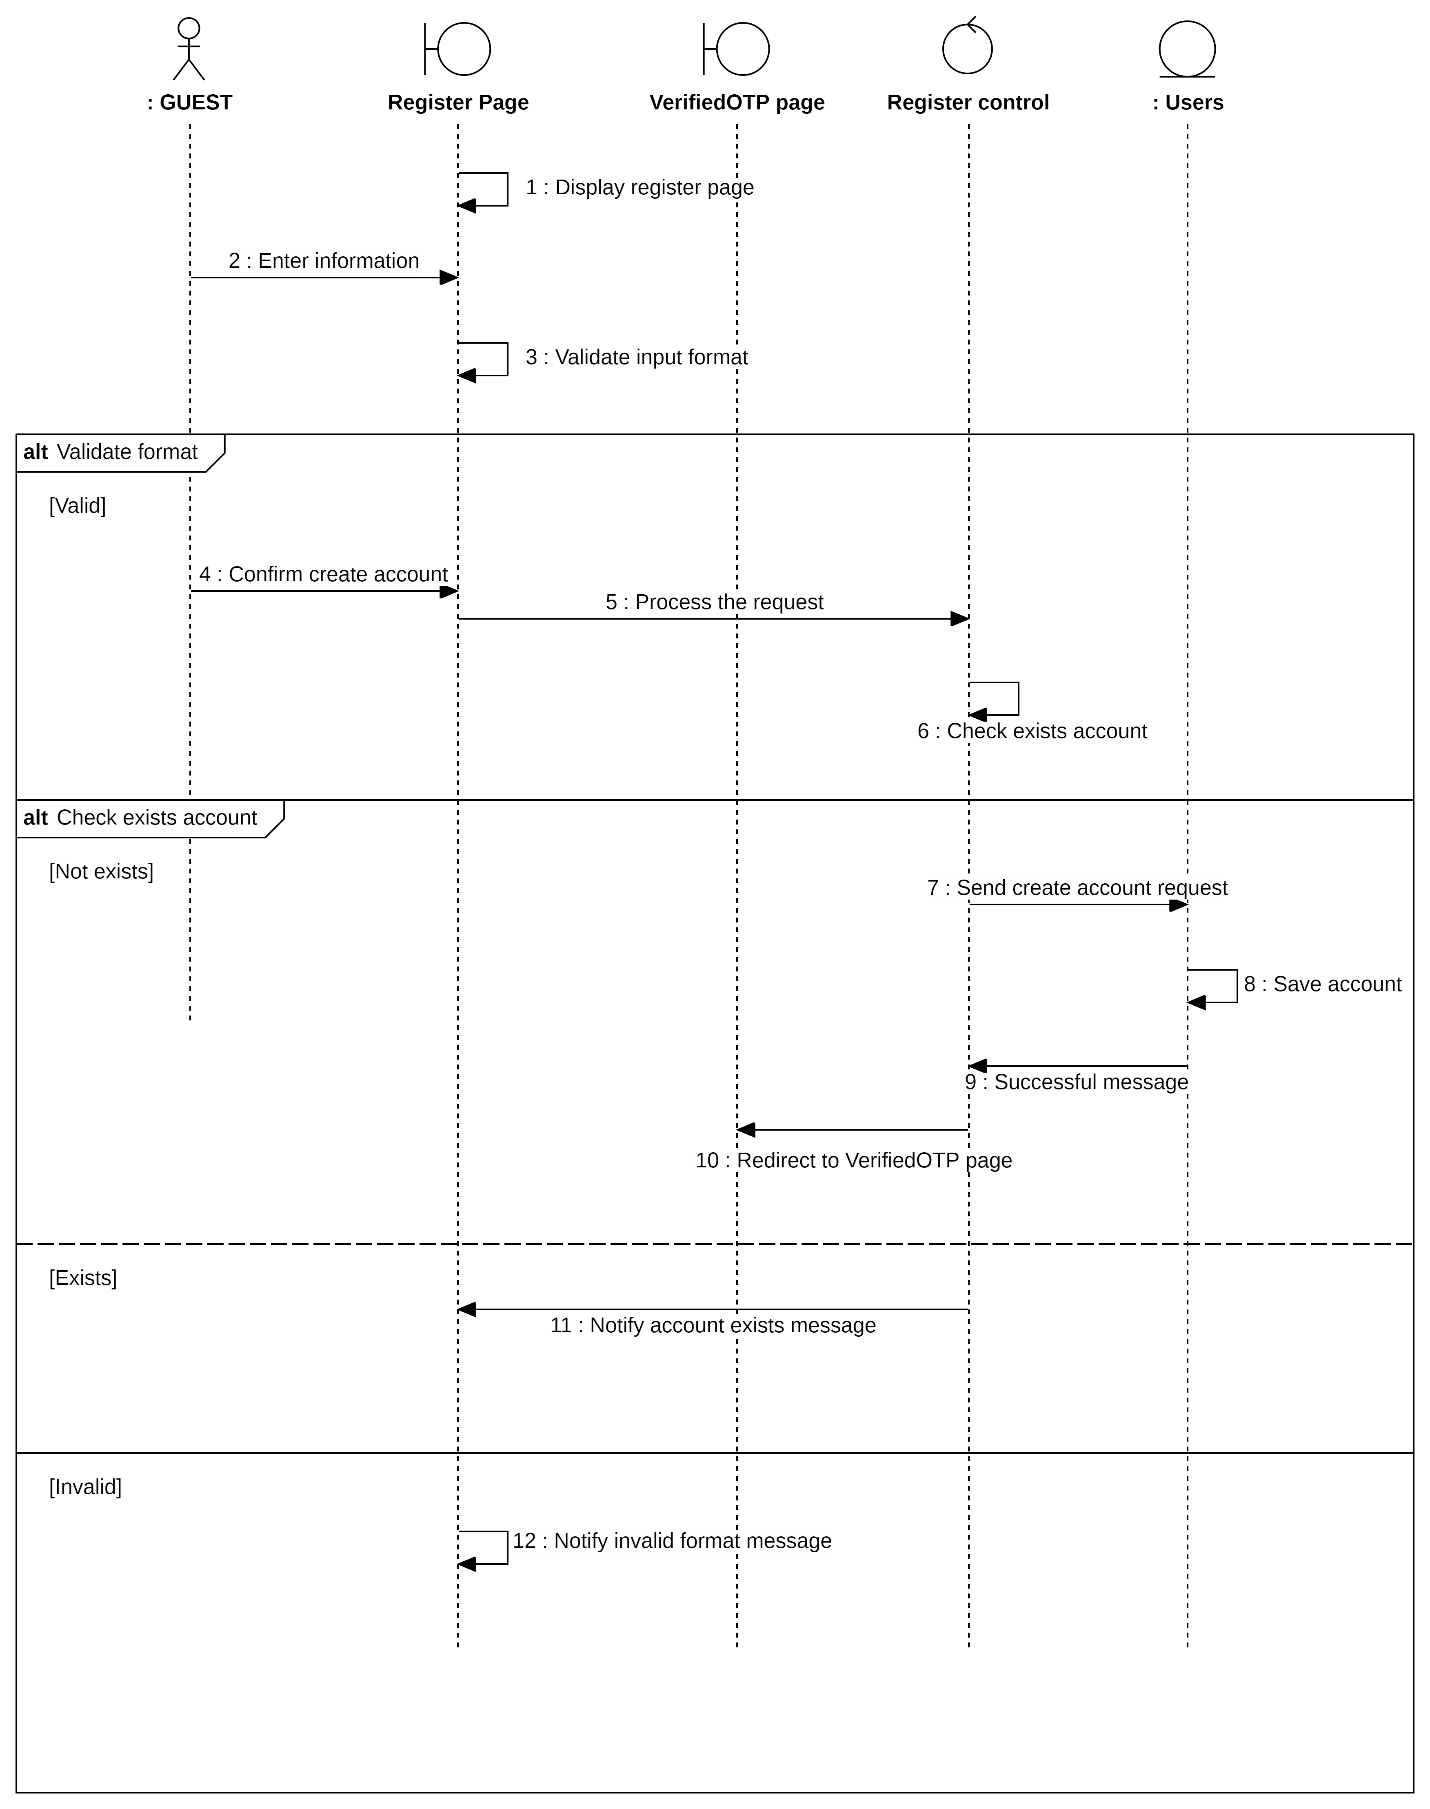 : GUEST
Register Page
VerifiedOTP page
Register control
: Users
1 : Display register page
2 : Enter information
3 : Validate input format
alt Validate format
[Valid]
4 : Confirm create account
5 : Process the request
6 : Check exists account
alt Check exists account
[Not exists]
7 : Send create account request
8 : Save account
9 : Successful message
10 : Redirect to VerifiedOTP page
[Exists]
11 : Notify account exists message
[Invalid]
12 : Notify invalid format message